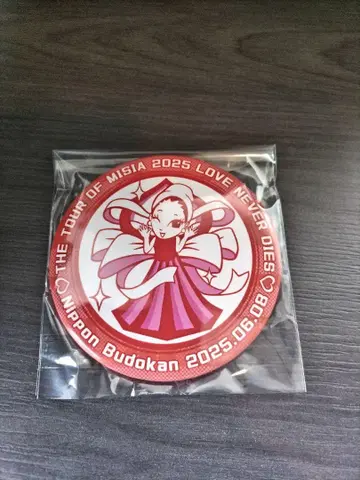 ♡ THE TOUR OF MISIA 2025 LOVE NEVER DIES ♡
Nippon Budokan 2025.06.08